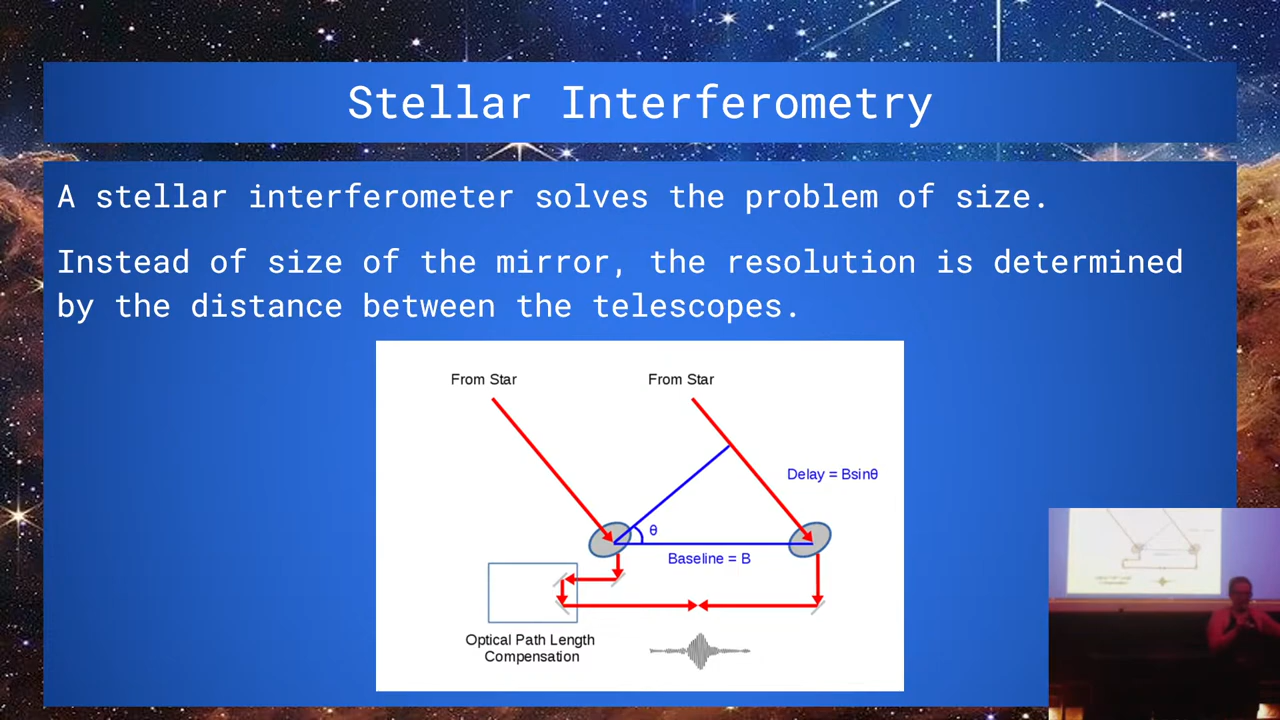 Stellar Interferometry
A stellar interferometer solves the problem of size.
Instead of size of the mirror, the resolution is determined
by the distance between the telescopes.
From Star
From Star
Delay = Bsinθ
θ
Baseline = B
Optical Path Length
Compensation